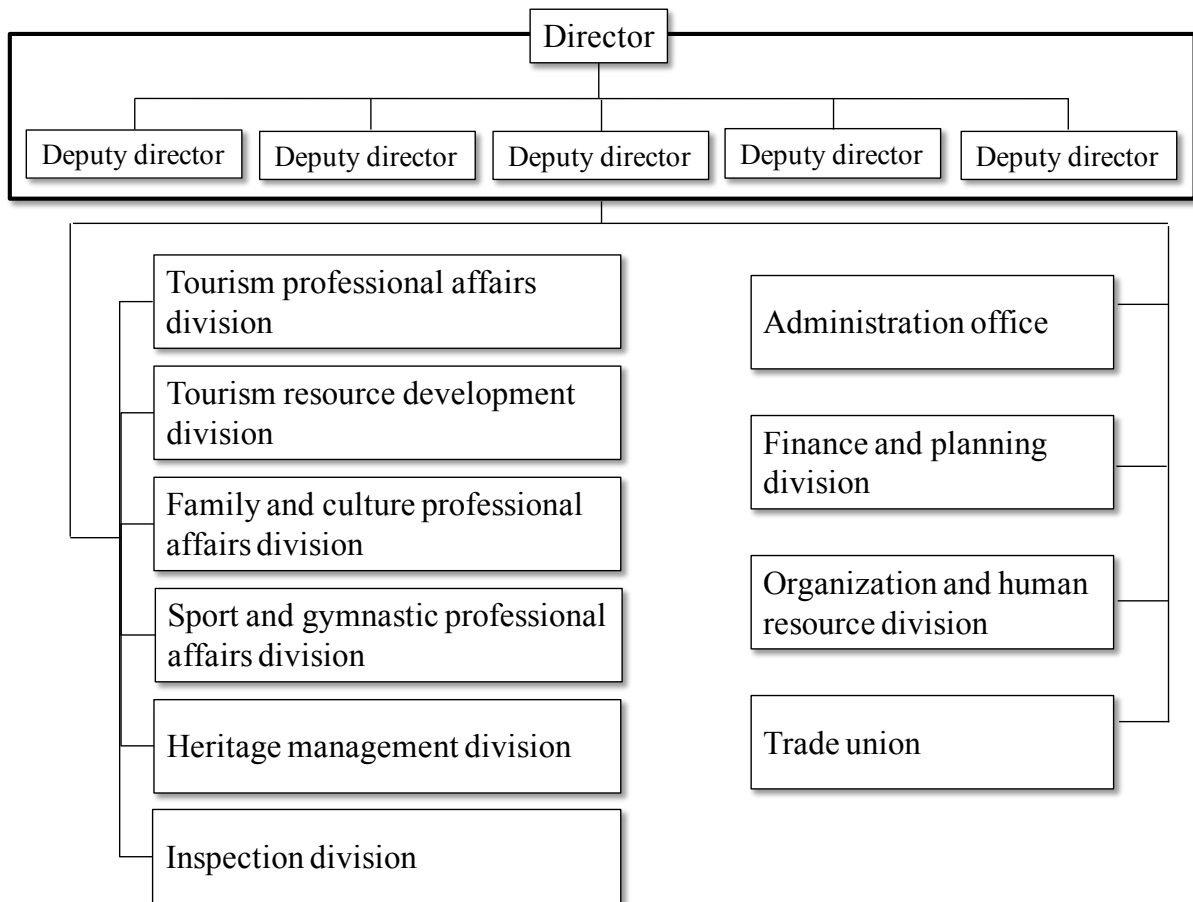 Director
Deputy director
Deputy director
Deputy director
Deputy director
Deputy director
Tourism professional affairs
division
Tourism resource development
division
Family and culture professional
affairs division
Sport and gymnastic professional
affairs division
Heritage management division
Inspection division
Administration office
Finance and planning
division
Organization and human
resource division
Trade union